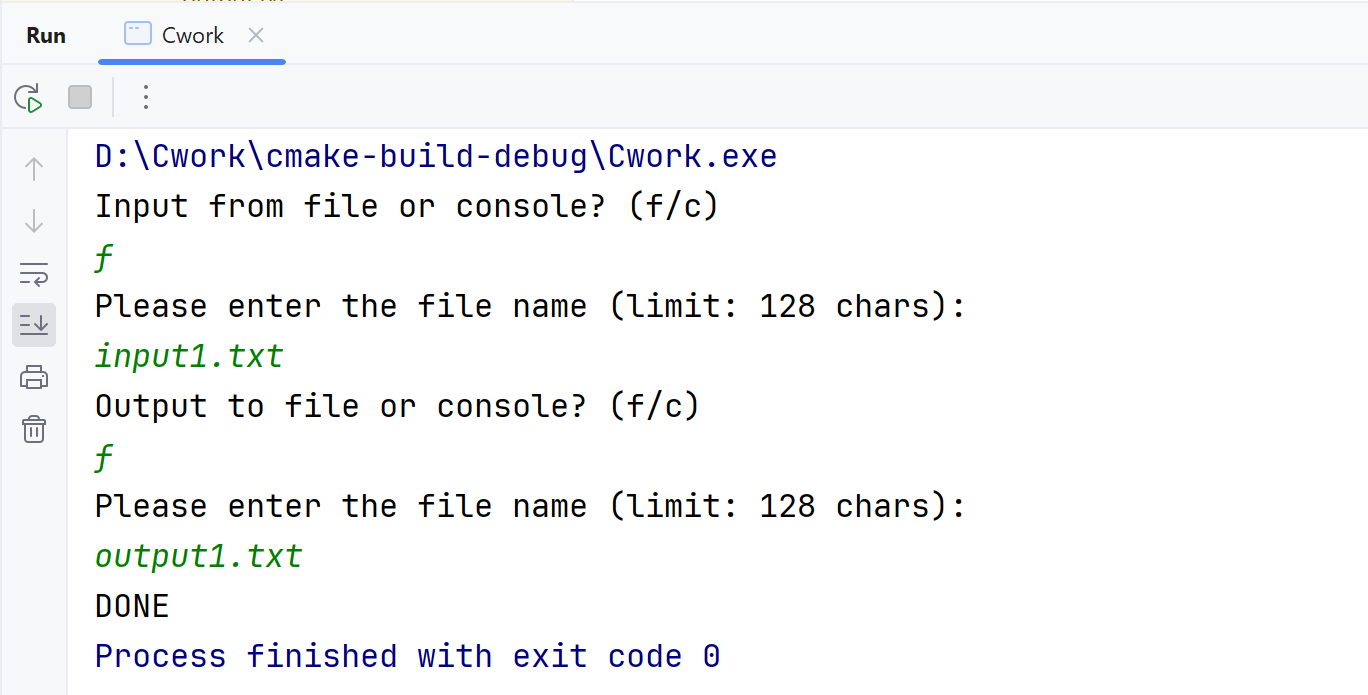 Run
Cwork
D:\Cwork\cmake-build-debug\Cwork.exe
Input from file or console? (f/c)
f
Please enter the file name (limit: 128 chars):
input1.txt
Output to file or console? (f/c)
f
Please enter the file name (limit: 128 chars):
output1.txt
DONE
Process finished with exit code 0